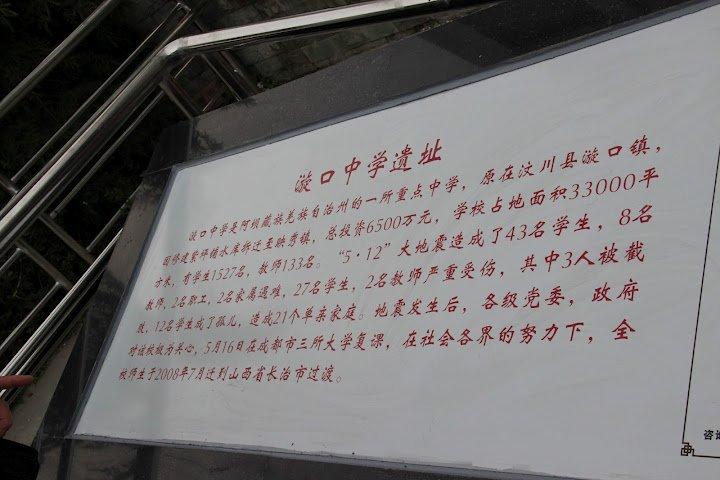 漩口中学遗址
漩口中学是阿坝藏族羌族自治州的一所重点中学，原在汶川县漩口镇，
因修建紫坪铺水库拆迁至映秀镇，总投资6500万元，学校占地面积33000平
方米，有学生1527名，教师133名。“5·12”大地震造成了43名学生，8名
教师，2名职工，2名家属遇难，27名学生，2名教师严重受伤，其中3人被截
肢，12名学生成了孤儿，造成21个单亲家庭。地震发生后，各级党委，政府
对该校极为关心，5月16日在成都市三所大学复课，在社会各界的努力下，全
校师生于2008年7月迁到山西省长治市过渡。
咨询